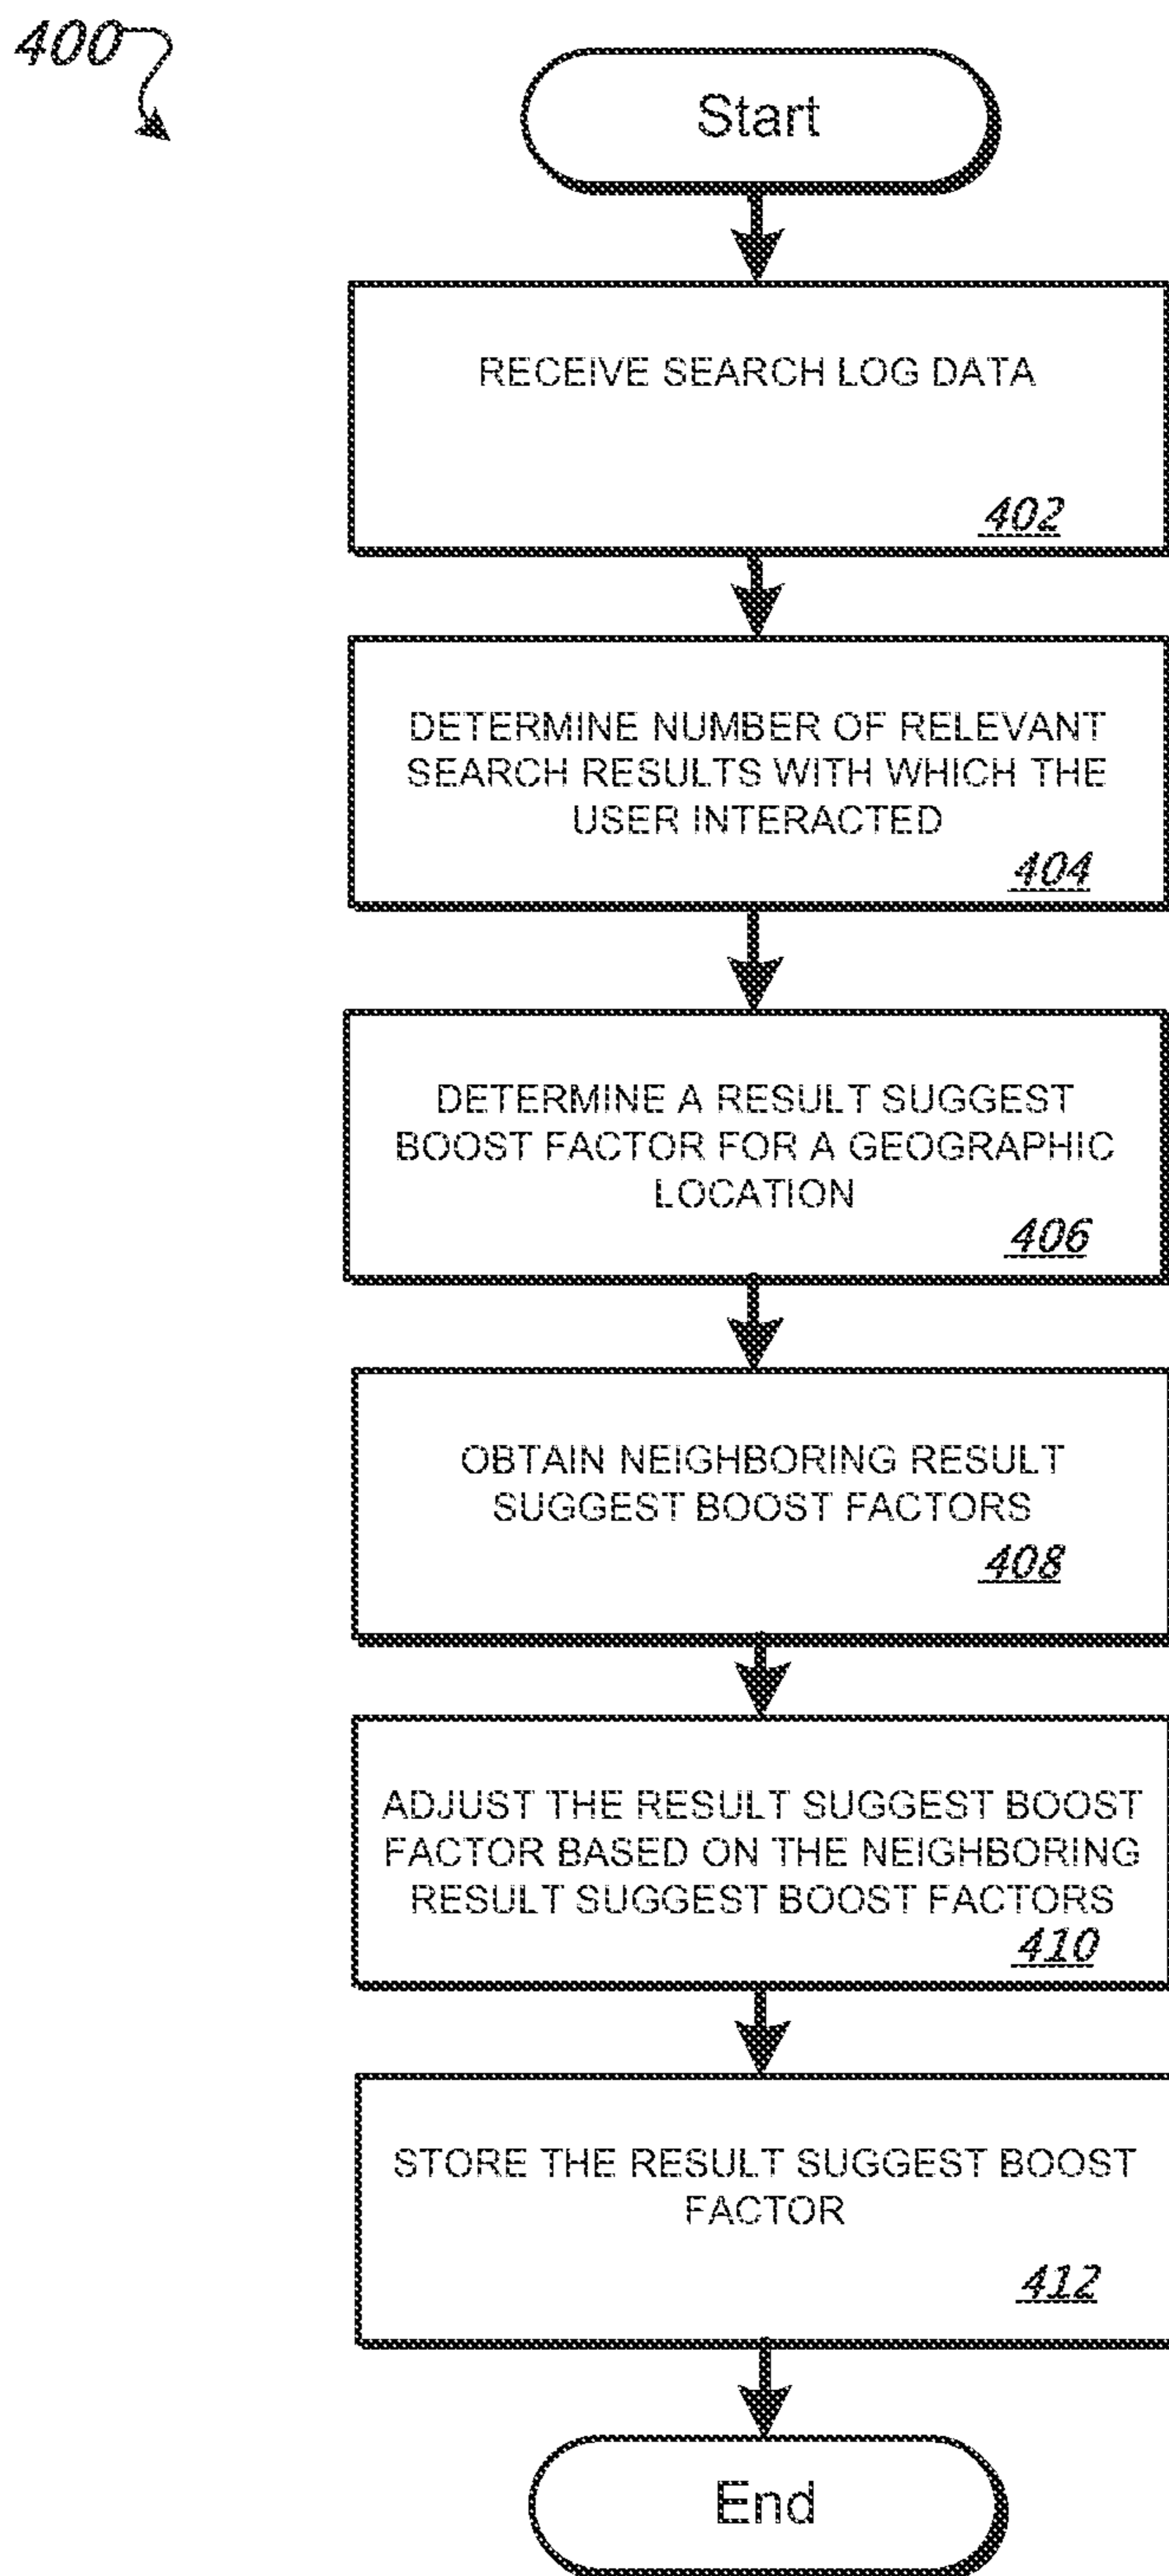 400
Start
RECEIVE SEARCH LOG DATA
402
DETERMINE NUMBER OF RELEVANT
SEARCH RESULTS WITH WHICH THE
USER INTERACTED
404
DETERMINE A RESULT SUGGEST
BOOST FACTOR FOR A GEOGRAPHIC
LOCATION
406
OBTAIN NEIGHBORING RESULT
SUGGEST BOOST FACTORS
408
ADJUST THE RESULT SUGGEST BOOST
FACTOR BASED ON THE NEIGHBORING
RESULT SUGGEST BOOST FACTORS
410
STORE THE RESULT SUGGEST BOOST
FACTOR
412
End